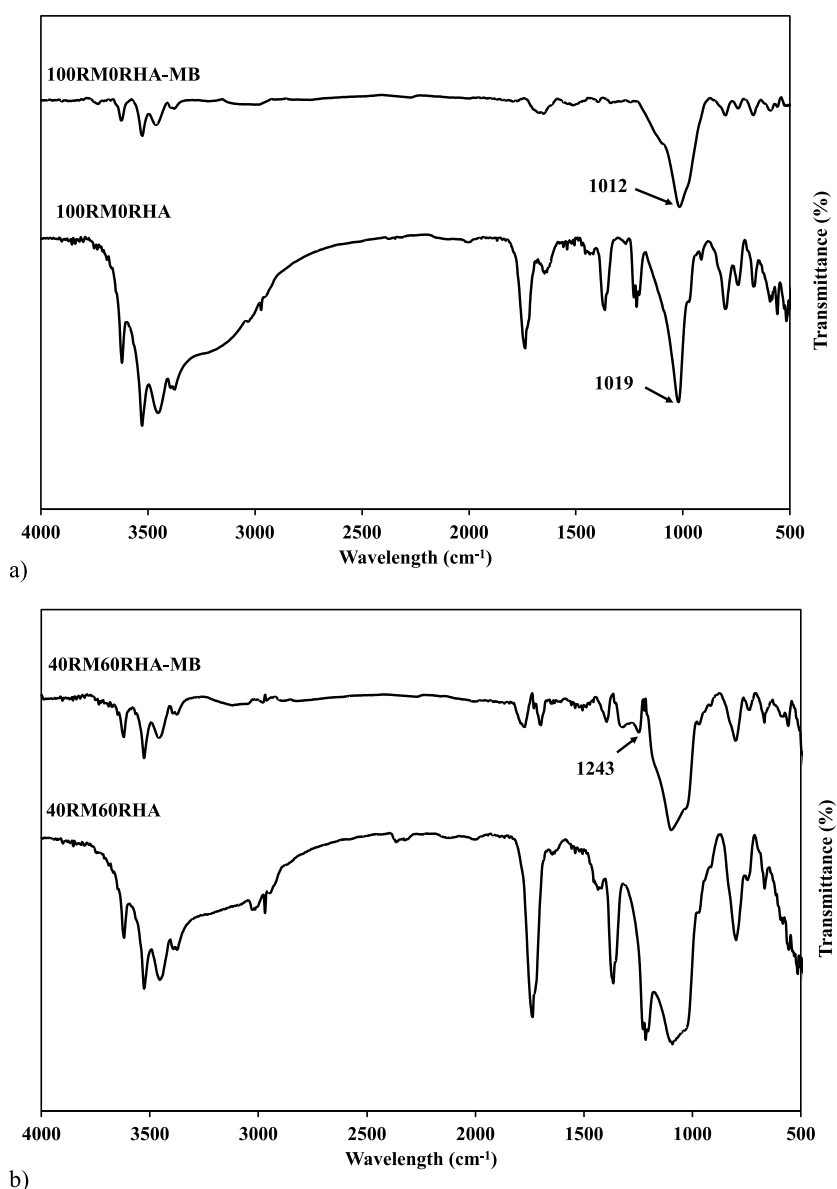 100RM0RHA-MB
1012
100RM0RHA
1019
Transmittance (%)
4000 3500 3000 2500 2000 1500 1000 500
Wavelength (cm⁻¹)
a)
40RM60RHA-MB
1243
40RM60RHA
Transmittance (%)
4000 3500 3000 2500 2000 1500 1000 500
Wavelength (cm⁻¹)
b)